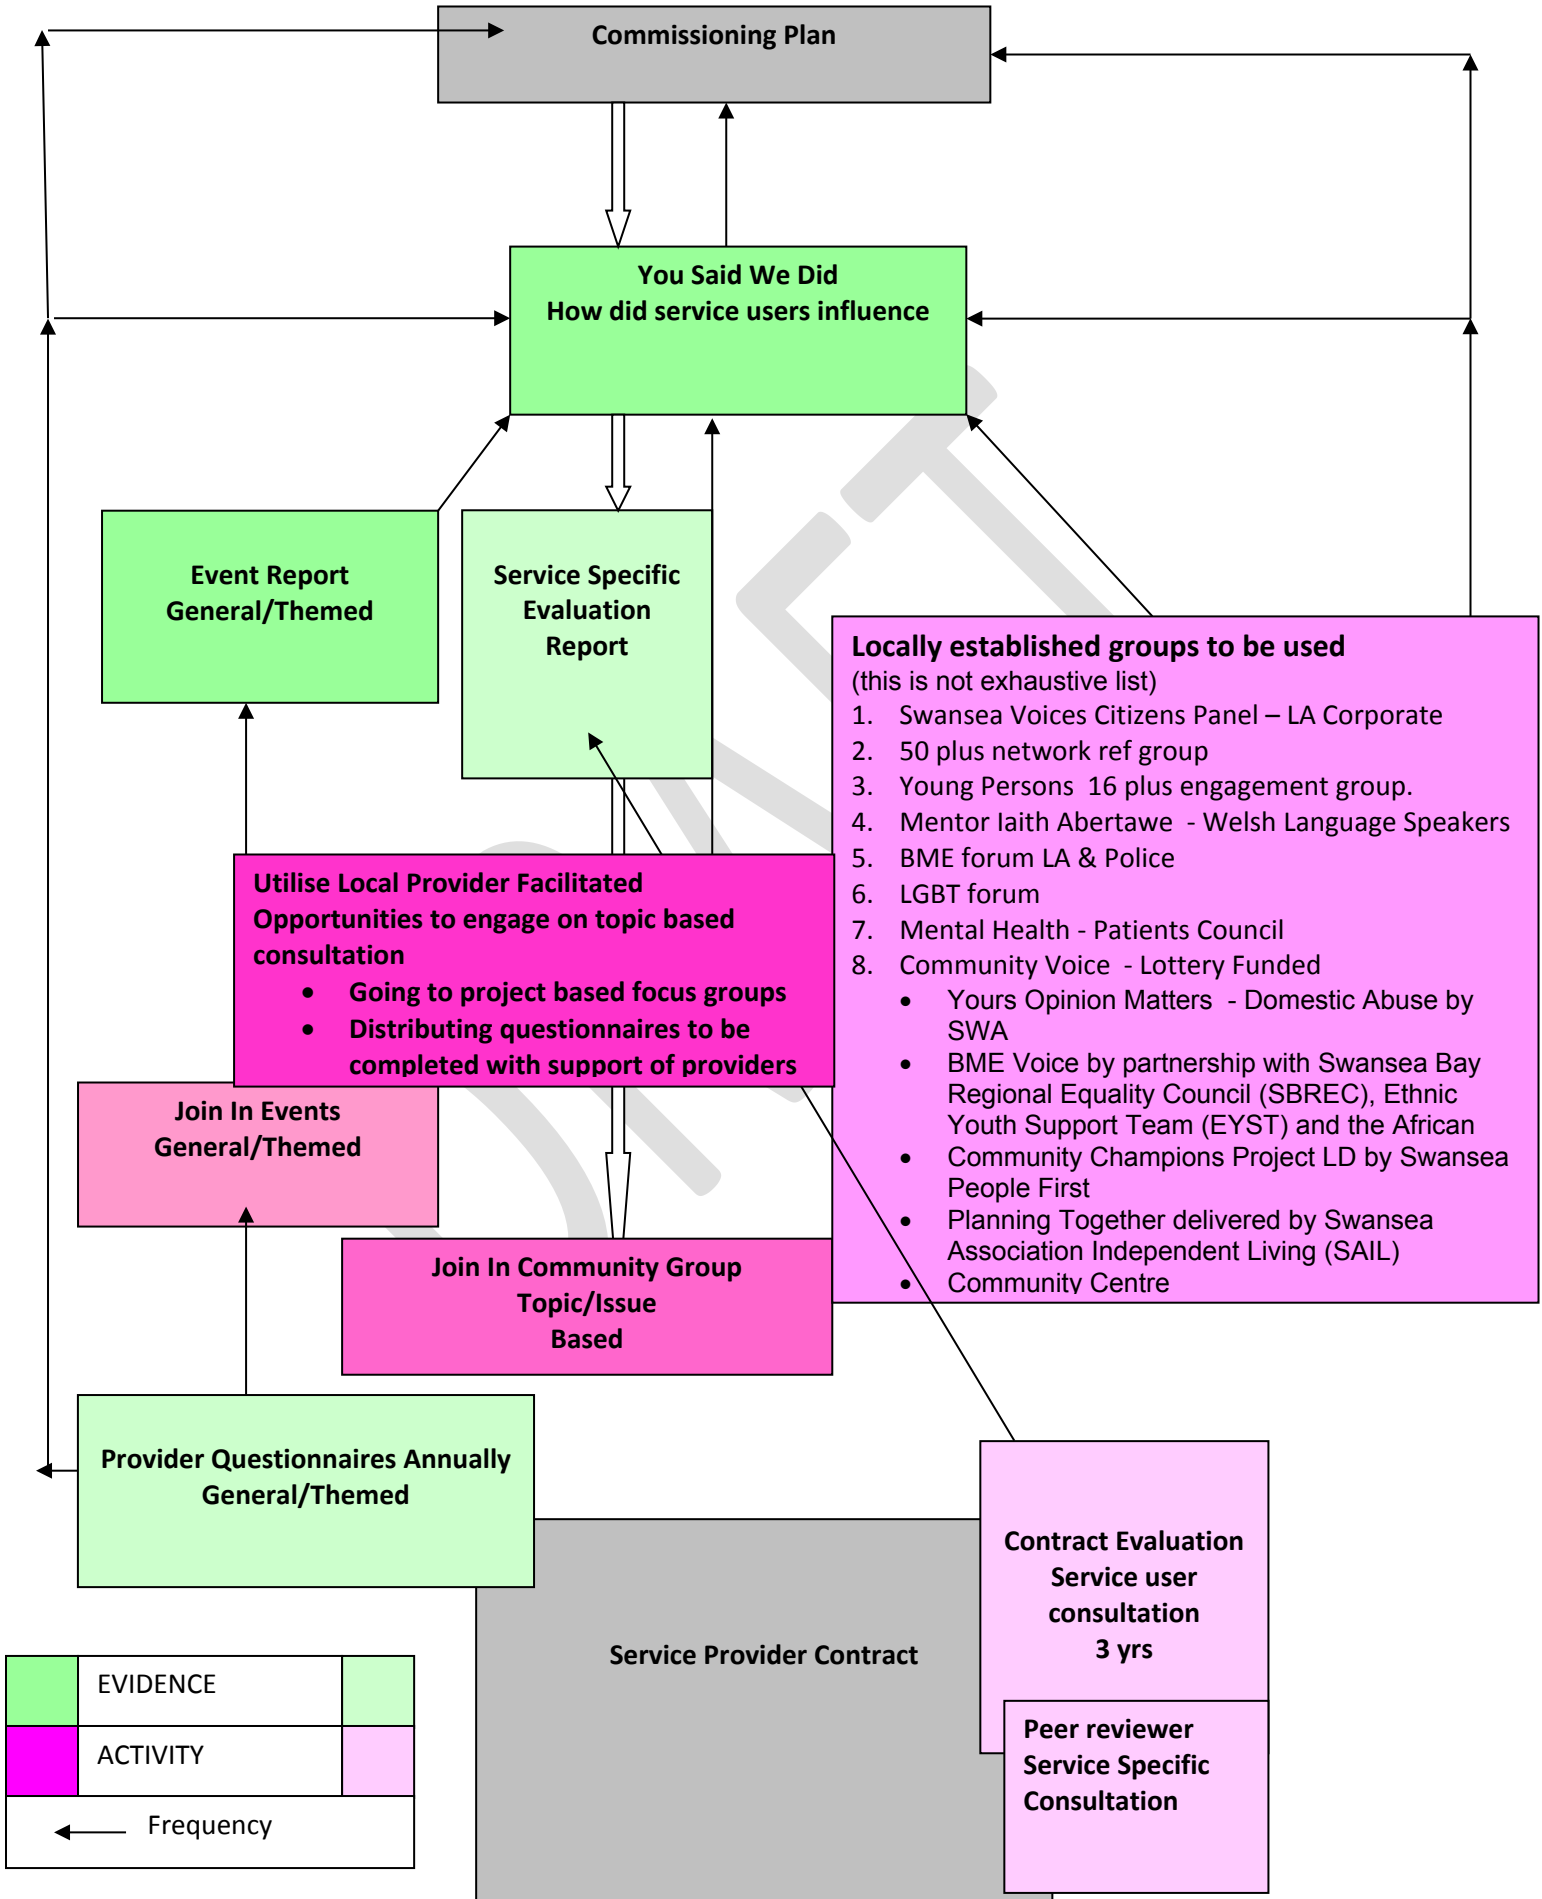 Commissioning Plan
You Said We Did
How did service users influence
Event Report
General/Themed
Service Specific
Evaluation
Report
Locally established groups to be used
(this is not exhaustive list)
1. Swansea Voices Citizens Panel – LA Corporate
2. 50 plus network ref group
3. Young Persons 16 plus engagement group.
4. Mentor Iaith Abertawe - Welsh Language Speakers
5. BME forum LA & Police
6. LGBT forum
7. Mental Health - Patients Council
8. Community Voice - Lottery Funded
• Yours Opinion Matters - Domestic Abuse by
SWA
• BME Voice by partnership with Swansea Bay
Regional Equality Council (SBREC), Ethnic
Youth Support Team (EYST) and the African
• Community Champions Project LD by Swansea
People First
• Planning Together delivered by Swansea
Association Independent Living (SAIL)
• Community Centre
Utilise Local Provider Facilitated
Opportunities to engage on topic based
consultation
• Going to project based focus groups
• Distributing questionnaires to be
completed with support of providers
Join In Events
General/Themed
Join In Community Group
Topic/Issue
Based
Provider Questionnaires Annually
General/Themed
Contract Evaluation
Service user
consultation
3 yrs
Service Provider Contract
Peer reviewer
Service Specific
Consultation
EVIDENCE
ACTIVITY
Frequency
DRAFT